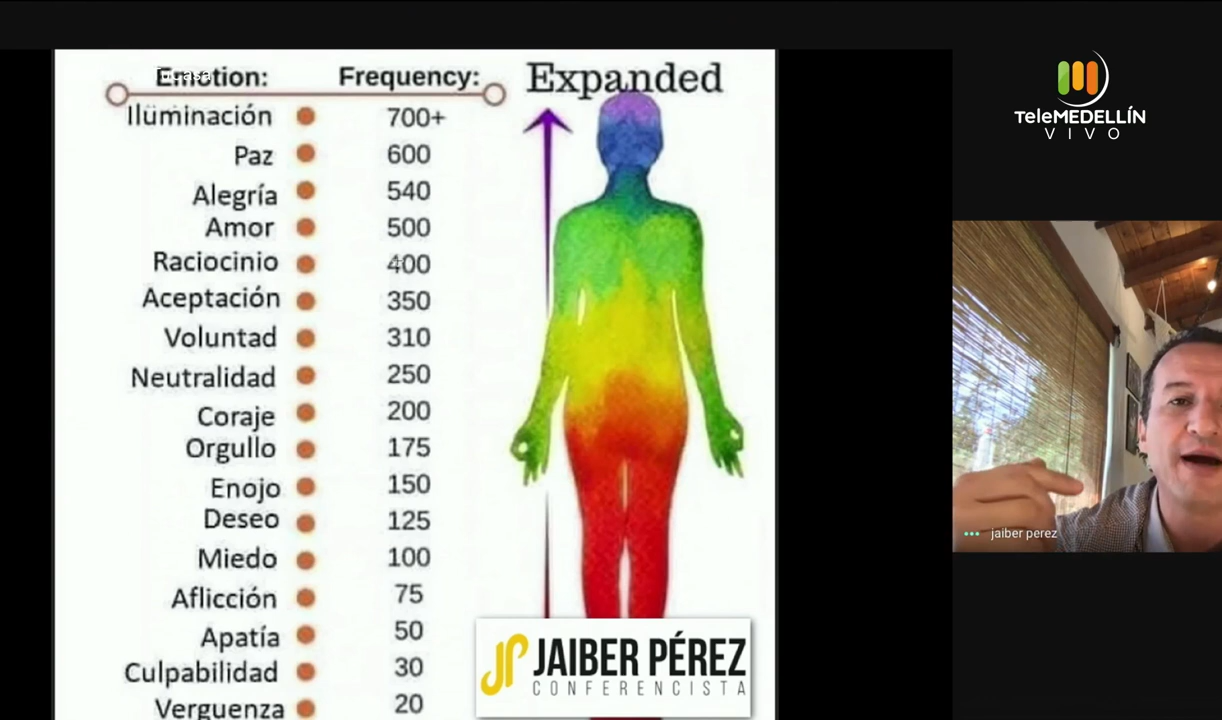 Emotion: Frequency:
Expanded
Iluminación 700+
Paz 600
Alegría 540
Amor 500
Raciocinio 400
Aceptación 350
Voluntad 310
Neutralidad 250
Coraje 200
Orgullo 175
Enojo 150
Deseo 125
Miedo 100
Aflicción 75
Apatía 50
Culpabilidad 30
Verguenza 20
JP JAIBER PÉREZ
CONFERENCISTA
TeleMEDELLÍN
VIVO
jaiber perez